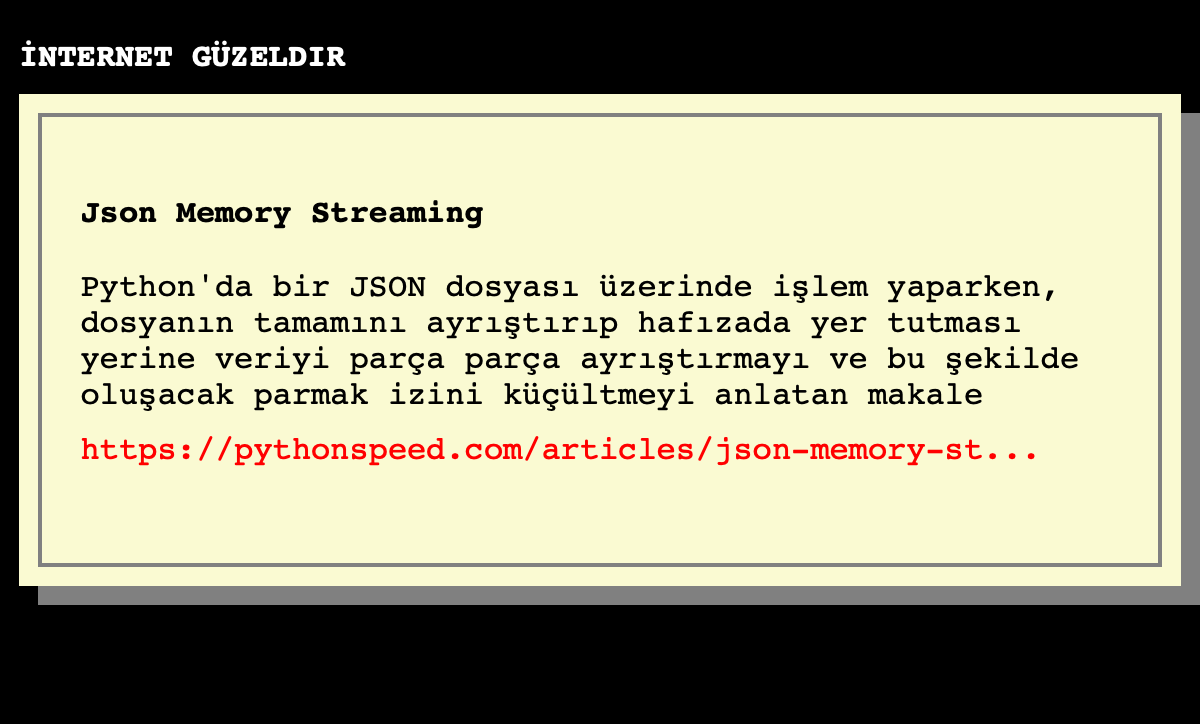 İNTERNET GÜZELDIR
Json Memory Streaming
Python'da bir JSON dosyası üzerinde işlem yaparken,
dosyanın tamamını ayrıştırıp hafızada yer tutması
yerine veriyi parça parça ayrıştırmayı ve bu şekilde
oluşacak parmak izini küçültmeyi anlatan makale
https://pythonspeed.com/articles/json-memory-st...